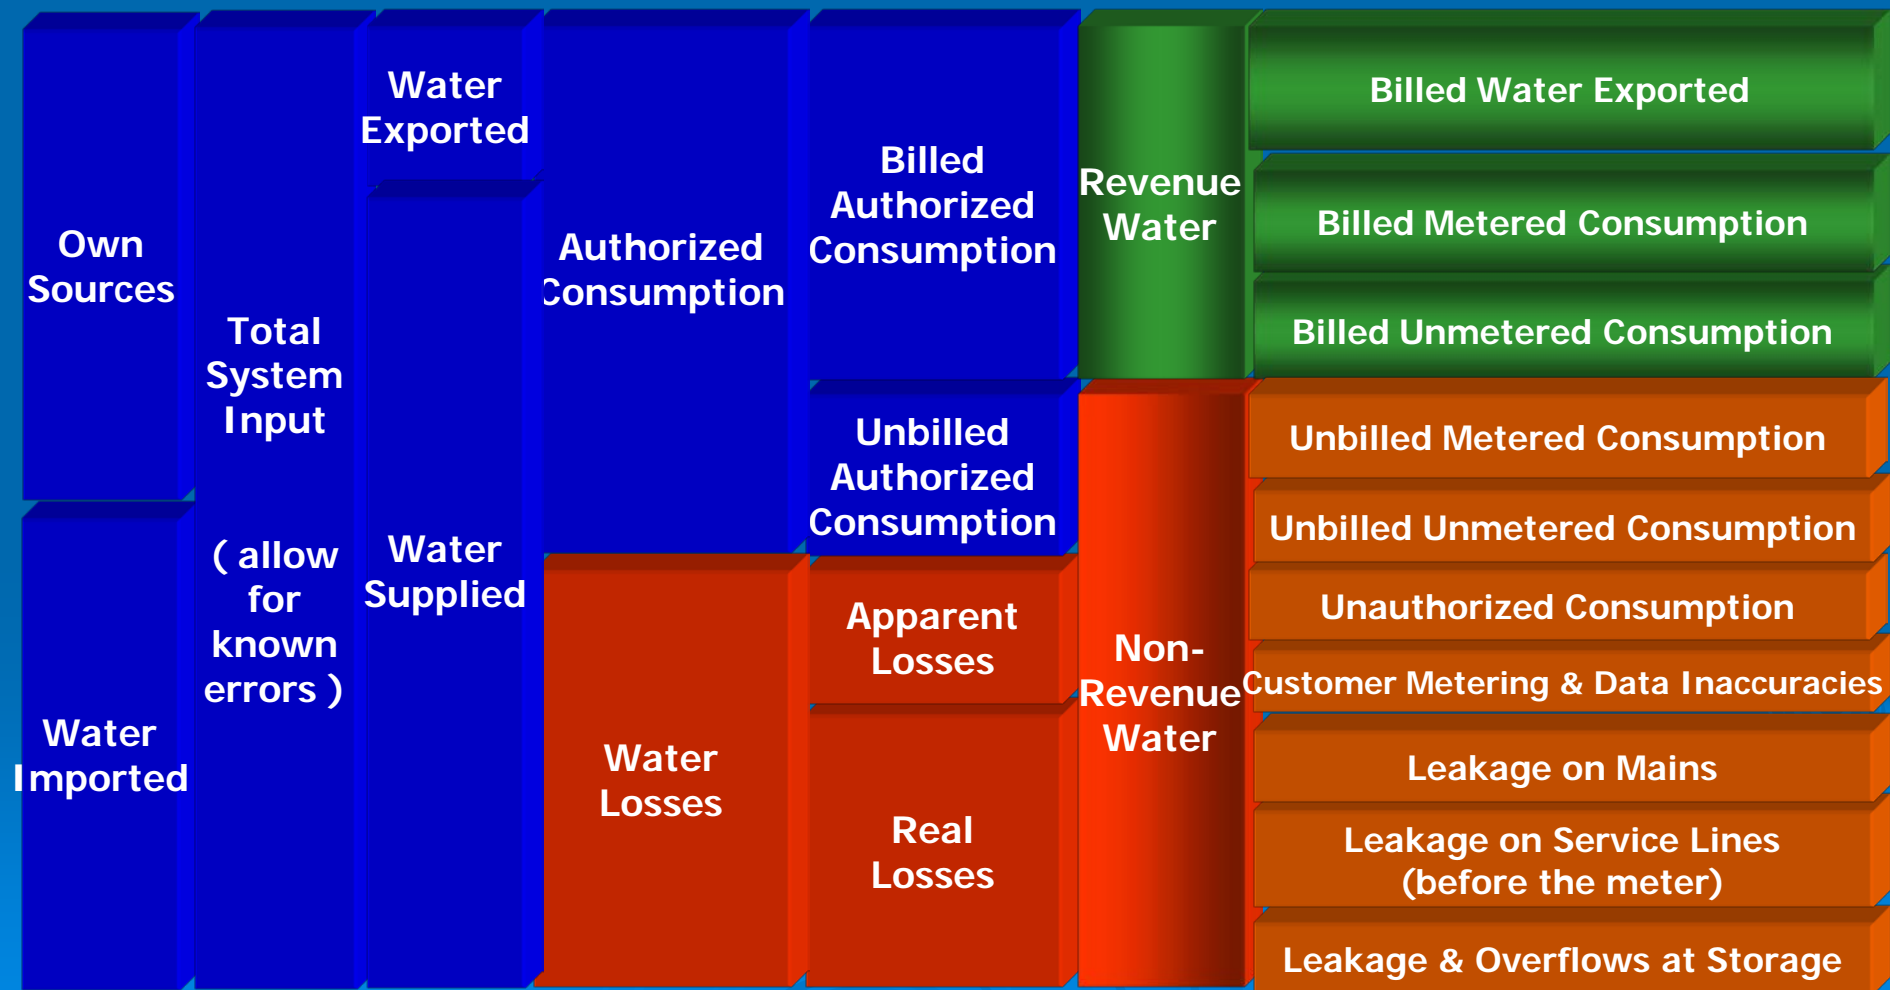 Own
Sources
Water
Imported
Total
System
Input
( allow
for
known
errors )
Water
Exported
Water
Supplied
Authorized
Consumption
Water
Losses
Billed
Authorized
Consumption
Unbilled
Authorized
Consumption
Apparent
Losses
Real
Losses
Revenue
Water
Non-
Revenue
Water
Billed Water Exported
Billed Metered Consumption
Billed Unmetered Consumption
Unbilled Metered Consumption
Unbilled Unmetered Consumption
Unauthorized Consumption
Customer Metering & Data Inaccuracies
Leakage on Mains
Leakage on Service Lines
(before the meter)
Leakage & Overflows at Storage